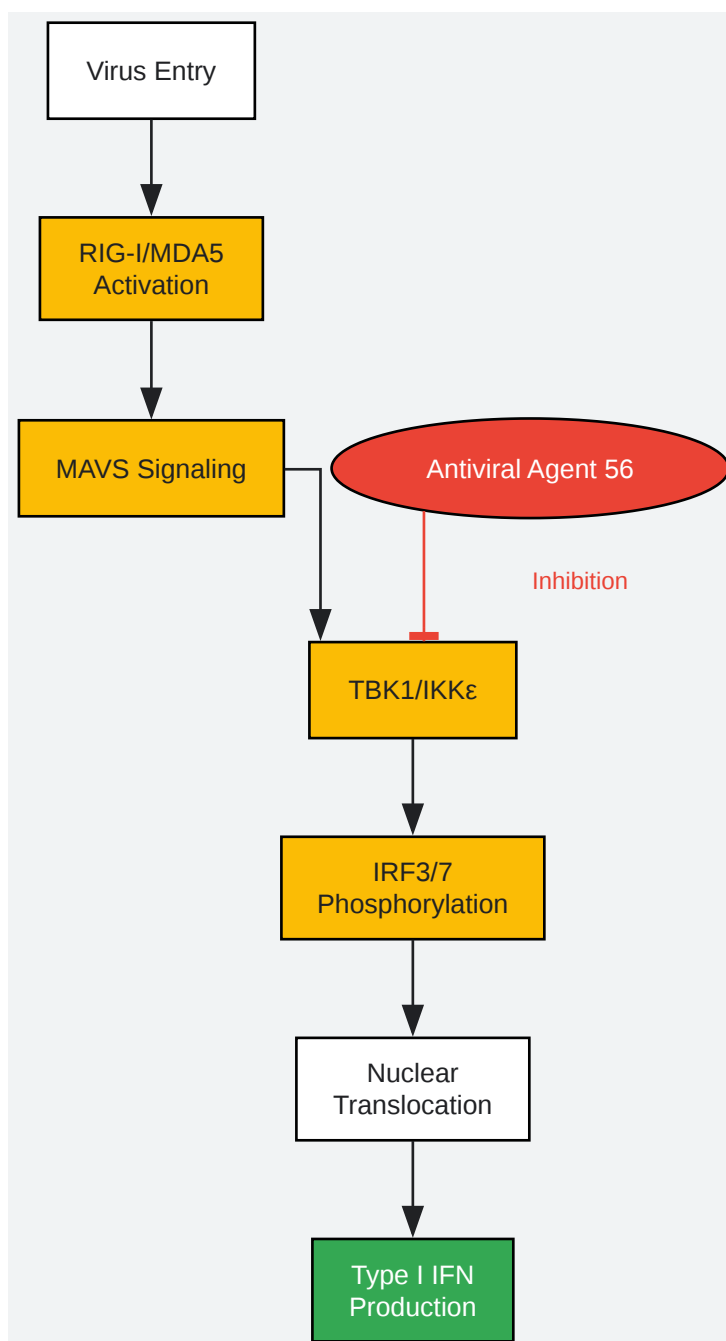 Virus Entry
RIG-I/MDA5
Activation
MAVS Signaling
Antiviral Agent 56
Inhibition
TBK1/IKKε
IRF3/7
Phosphorylation
Nuclear
Translocation
Type I IFN
Production